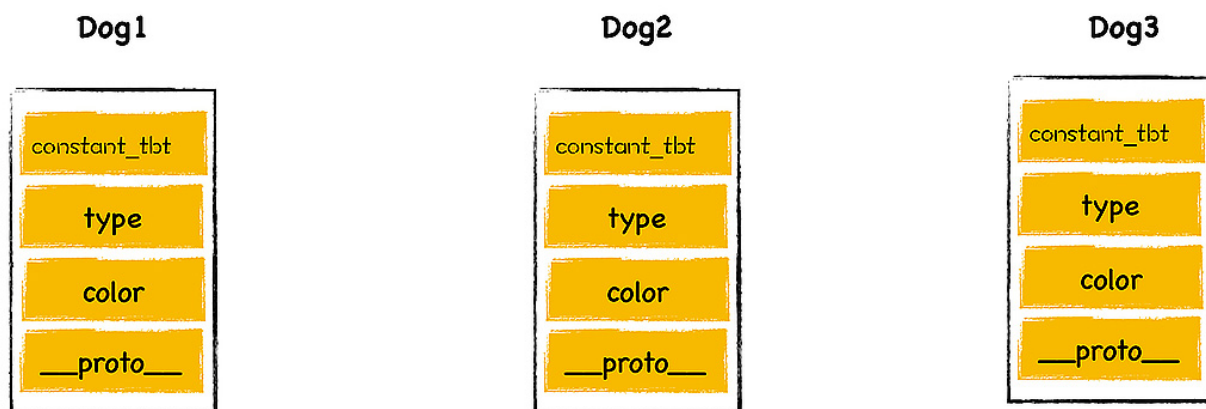 Dog1
Dog2
Dog3
constant_tbt
type
color
__proto__
constant_tbt
type
color
__proto__
constant_tbt
type
color
__proto__